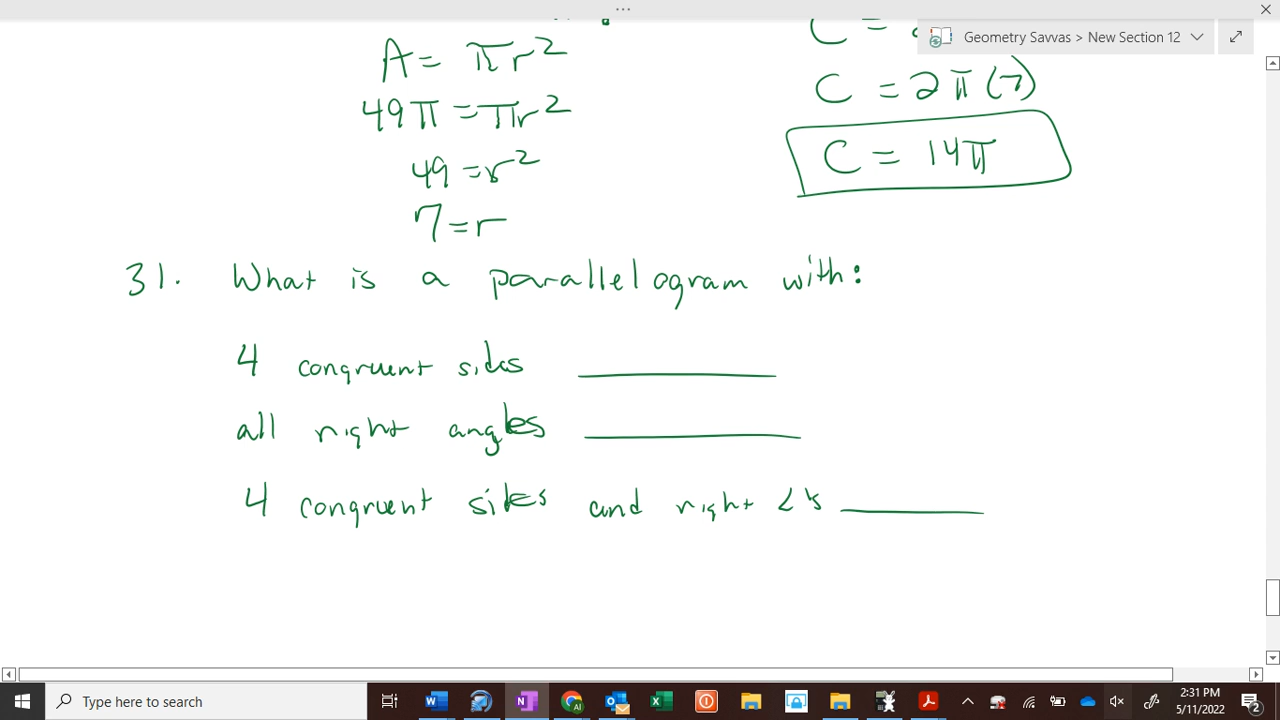 Geometry Savvas > New Section 12
A = πr²
C = 2π(7)
49π = πr²
C = 14π
49 = r²
7 = r
31. What is a parallelogram with:
4 congruent sides
all right angles
4 congruent sides and right ∠'s
Type here to search
2:31 PM
5/11/2022
2